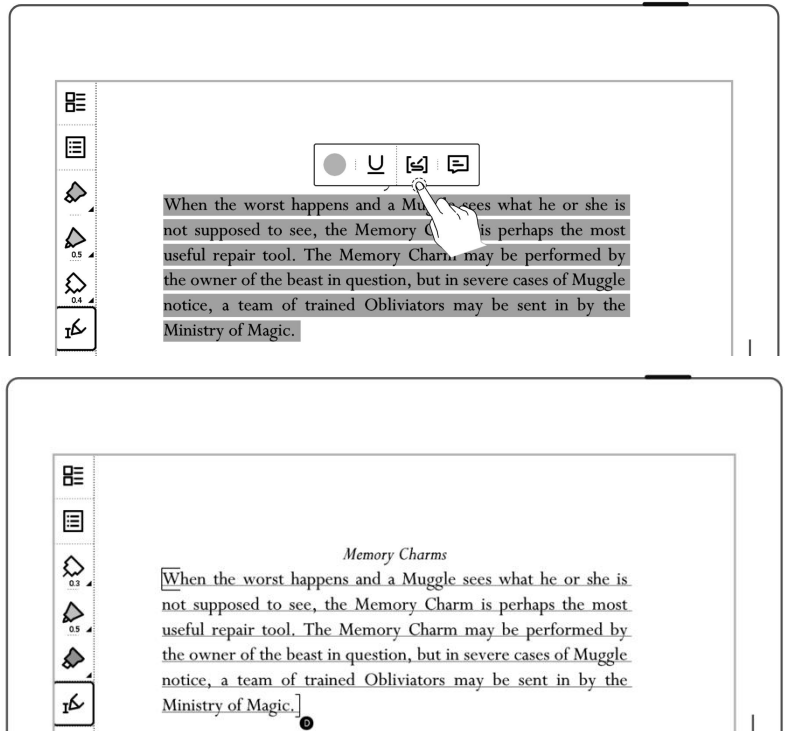 0.5
0.4
When the worst happens and a Muggle sees what he or she is
not supposed to see, the Memory C is perhaps the most
useful repair tool. The Memory Charm may be performed by
the owner of the beast in question, but in severe cases of Muggle
notice, a team of trained Obliviators may be sent in by the
Ministry of Magic.
0.3
0.5
Memory Charms
When the worst happens and a Muggle sees what he or she is
not supposed to see, the Memory Charm is perhaps the most
useful repair tool. The Memory Charm may be performed by
the owner of the beast in question, but in severe cases of Muggle
notice, a team of trained Obliviators may be sent in by the
Ministry of Magic.
D